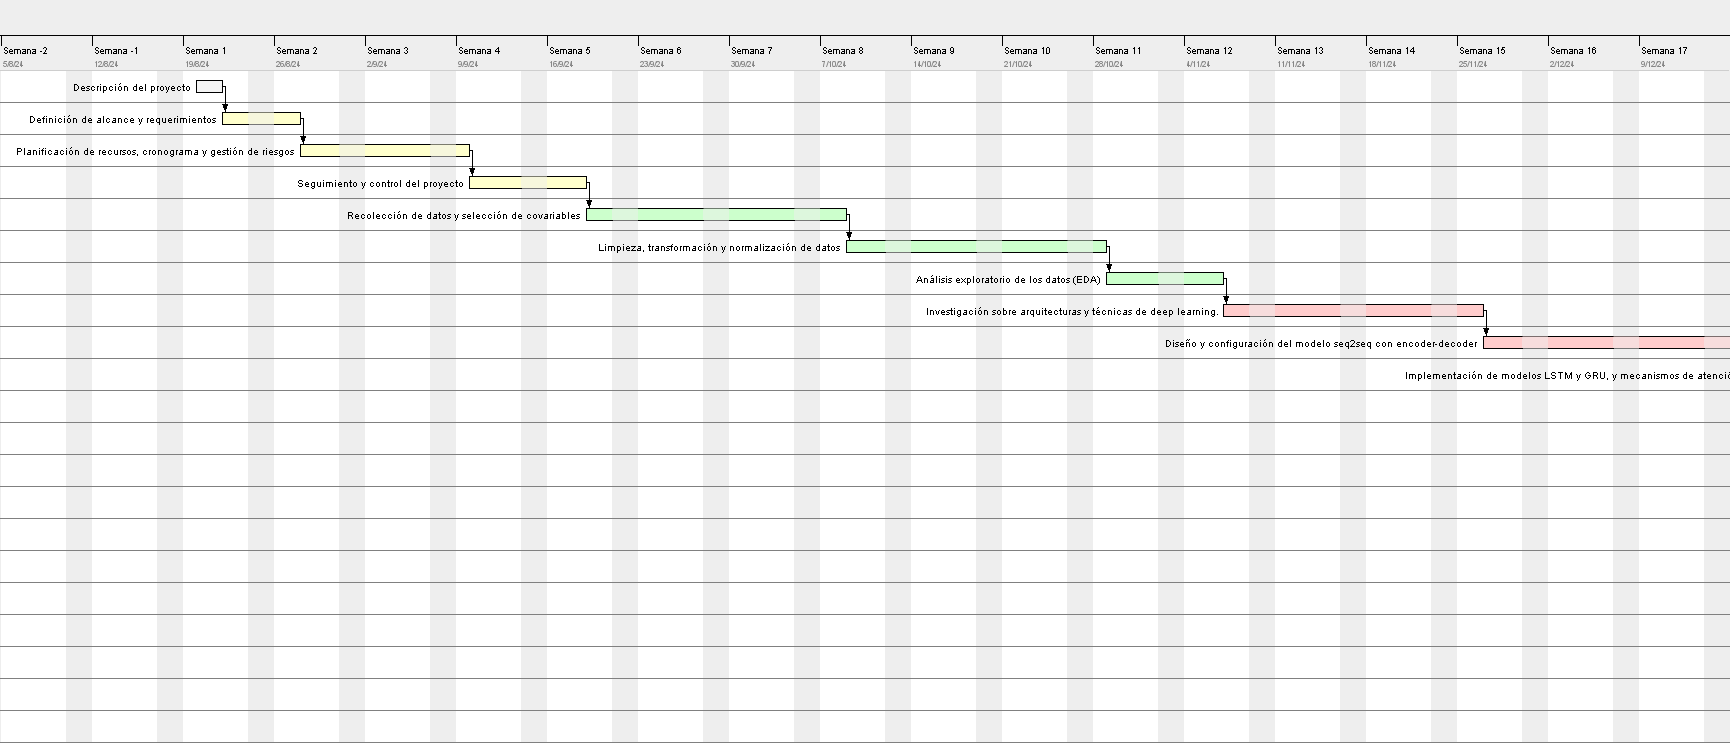 Semana -2 Semana -1 Semana 1 Semana 2 Semana 3 Semana 4 Semana 5 Semana 6 Semana 7 Semana 8 Semana 9 Semana 10 Semana 11 Semana 12 Semana 13 Semana 14 Semana 15 Semana 16 Semana 17
5/8/24 12/8/24 19/8/24 26/8/24 2/9/24 9/9/24 16/9/24 23/9/24 30/9/24 7/10/24 14/10/24 21/10/24 28/10/24 4/11/24 11/11/24 18/11/24 25/11/24 2/12/24 9/12/24
Descripción del proyecto
Definición de alcance y requerimientos
Planificación de recursos, cronograma y gestión de riesgos
Seguimiento y control del proyecto
Recolección de datos y selección de covariables
Limpieza, transformación y normalización de datos
Análisis exploratorio de los datos (EDA)
Investigación sobre arquitecturas y técnicas de deep learning.
Diseño y configuración del modelo seq2seq con encoder-decoder
Implementación de modelos LSTM y GRU, y mecanismos de atenció